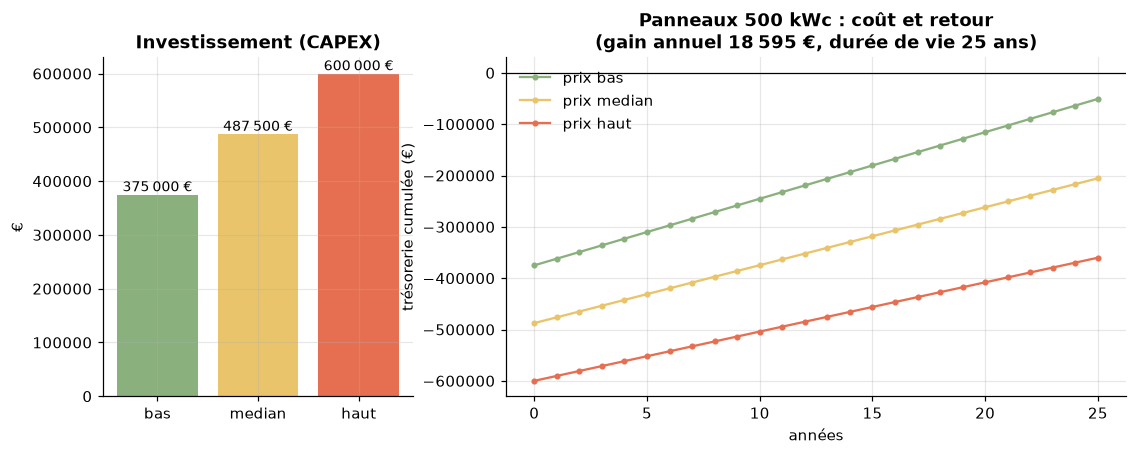 Investissement (CAPEX)
€
600000
500000
400000
300000
200000
100000
0
375 000 €
487 500 €
600 000 €
bas
median
haut
Panneaux 500 kWc : coût et retour
(gain annuel 18 595 €, durée de vie 25 ans)
trésorerie cumulée (€)
0
−100000
−200000
−300000
−400000
−500000
−600000
prix bas
prix median
prix haut
0
5
10
15
20
25
années